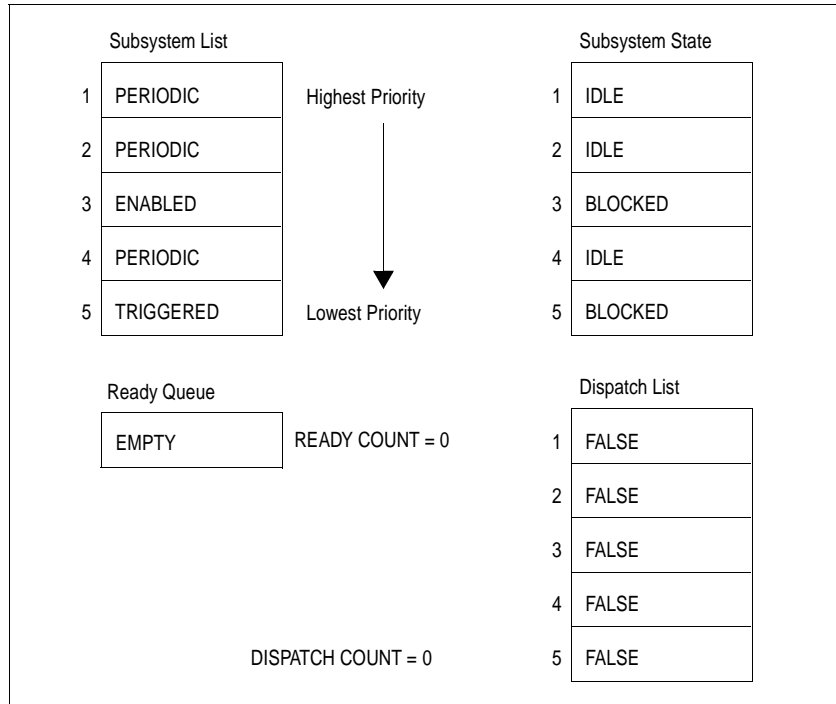 Subsystem List
1 PERIODIC
2 PERIODIC
3 ENABLED
4 PERIODIC
5 TRIGGERED
Highest Priority
Lowest Priority
Subsystem State
1 IDLE
2 IDLE
3 BLOCKED
4 IDLE
5 BLOCKED
Ready Queue
EMPTY
READY COUNT = 0
Dispatch List
1 FALSE
2 FALSE
3 FALSE
4 FALSE
5 FALSE
DISPATCH COUNT = 0